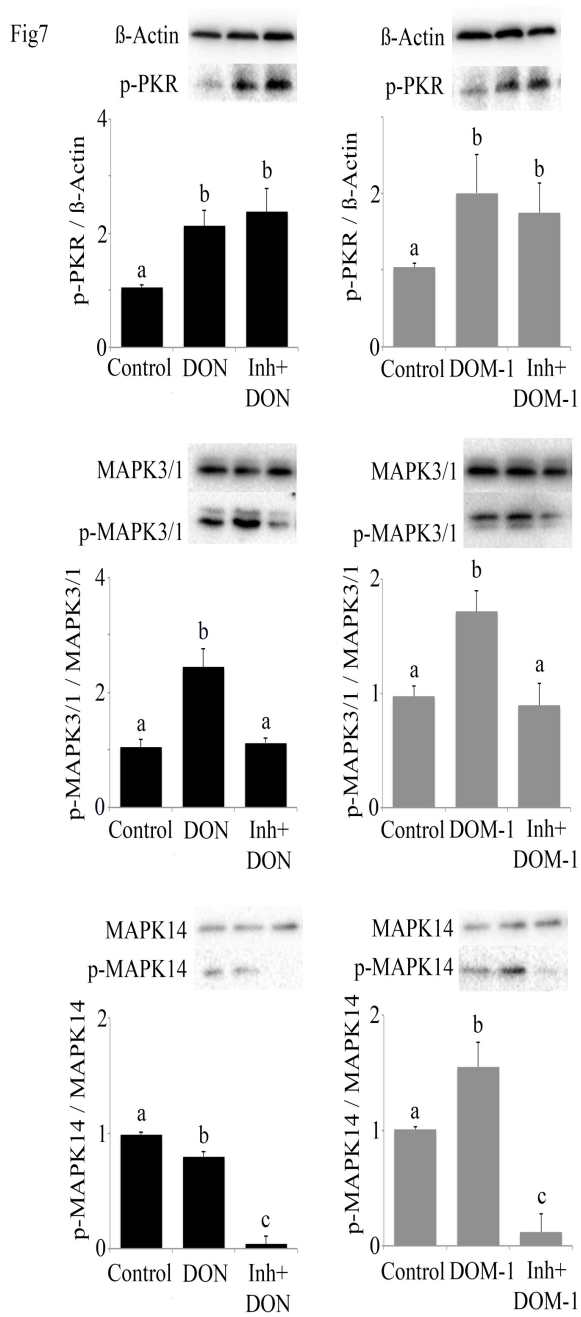 Fig7
ß-Actin
p-PKR
p-PKR / ß-Actin
4
2
0
a
b
b
Control
DON
Inh+
DON
ß-Actin
p-PKR
p-PKR / ß-Actin
2
0
a
b
b
Control
DOM-1
Inh+
DOM-1
MAPK3/1
p-MAPK3/1
p-MAPK3/1 / MAPK3/1
4
2
0
a
b
a
Control
DON
Inh+
DON
MAPK3/1
p-MAPK3/1
p-MAPK3/1 / MAPK3/1
2
1
0
a
b
a
Control
DOM-1
Inh+
DOM-1
MAPK14
p-MAPK14
p-MAPK14 / MAPK14
2
1
0
a
b
c
Control
DON
Inh+
DON
MAPK14
p-MAPK14
p-MAPK14 / MAPK14
2
1
0
a
b
c
Control
DOM-1
Inh+
DOM-1